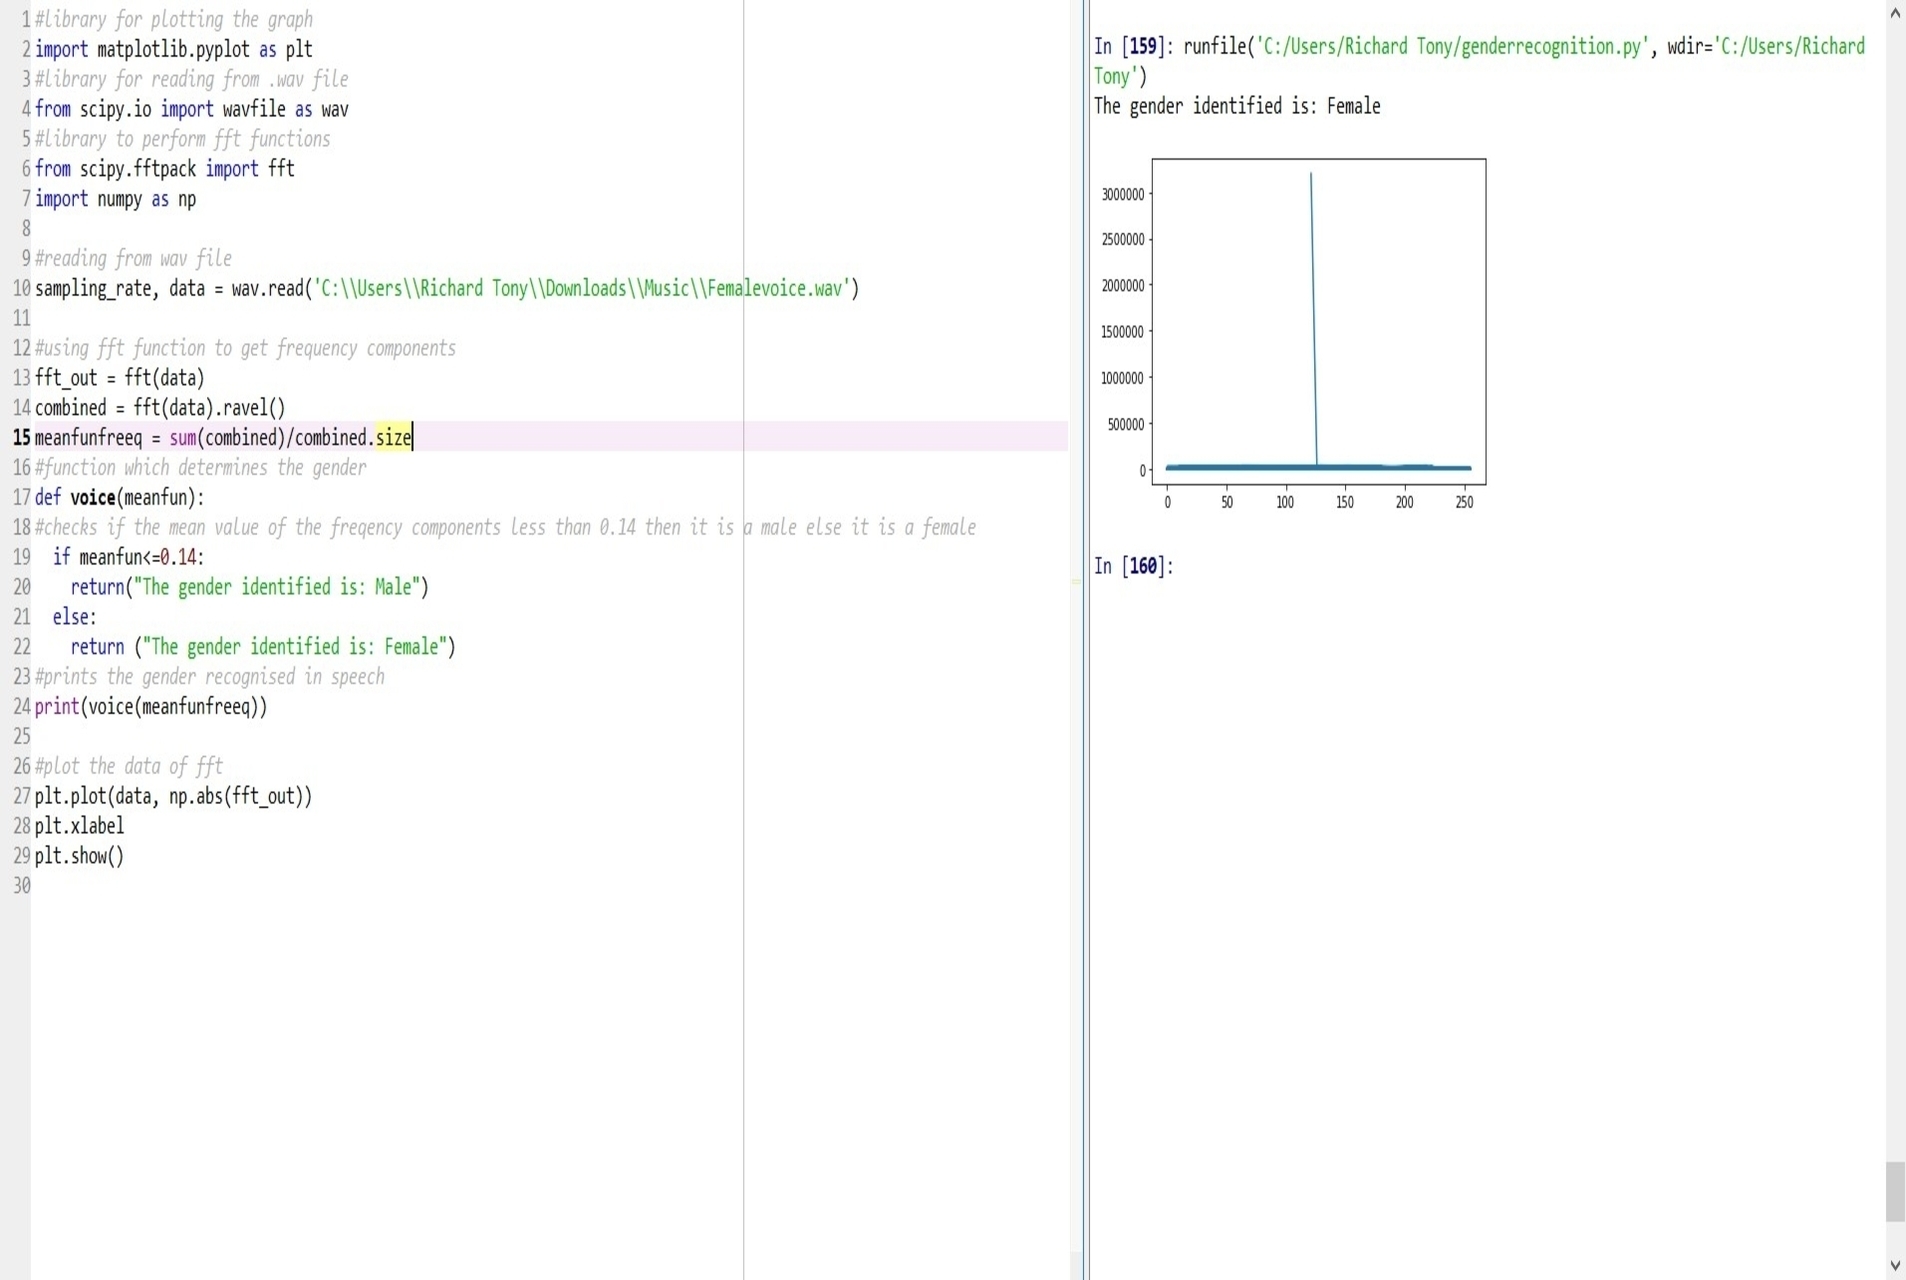 1 #library for plotting the graph
2 import matplotlib.pyplot as plt
3 #library for reading from .wav file
4 from scipy.io import wavfile as wav
5 #library to perform fft functions
6 from scipy.fftpack import fft
7 import numpy as np
8
9 #reading from wav file
10 sampling_rate, data = wav.read('C:\\Users\\Richard Tony\\Downloads\\Music\\Femalevoice.wav')
11
12 #using fft function to get frequency components
13 fft_out = fft(data)
14 combined = fft(data).ravel()
15 meanfunfreeq = sum(combined)/combined.size
16 #function which determines the gender
17 def voice(meanfun):
18 #checks if the mean value of the freqency components less than 0.14 then it is a male else it is a female
19   if meanfun<=0.14:
20     return("The gender identified is: Male")
21   else:
22     return ("The gender identified is: Female")
23 #prints the gender recognised in speech
24 print(voice(meanfunfreeq))
25
26 #plot the data of fft
27 plt.plot(data, np.abs(fft_out))
28 plt.xlabel
29 plt.show()
30
In [159]: runfile('C:/Users/Richard Tony/genderrecognition.py', wdir='C:/Users/Richard
Tony')
The gender identified is: Female
3000000
2500000
2000000
1500000
1000000
500000
0
0 50 100 150 200 250
In [160]: